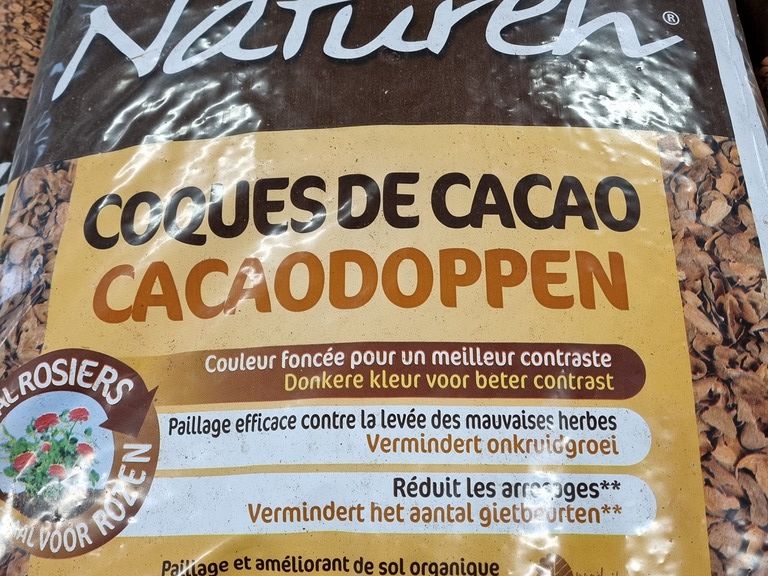 Naturen®
COQUES DE CACAO
CACAODOPPEN
Couleur foncée pour un meilleur contraste
Donkere kleur voor beter contrast
Paillage efficace contre la levée des mauvaises herbes
Vermindert onkruidgroei
Réduit les arrosages**
Vermindert het aantal gietbeurten**
ROSIERS
VOOR ROZEN
Paillage et améliorant de sol organique